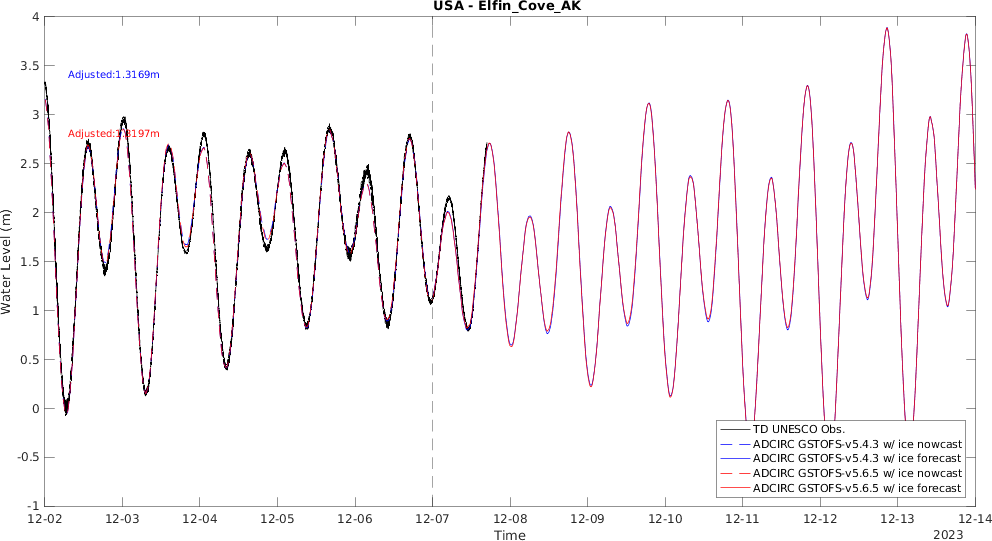 USA - Elfin_Cove_AK
4
3.5
3
2.5
2
1.5
1
0.5
0
-0.5
-1
Water Level (m)
Adjusted:1.3169m
Adjusted:1.3197m
TD UNESCO Obs.
ADCIRC GSTOFS-v5.4.3 w/ ice nowcast
ADCIRC GSTOFS-v5.4.3 w/ ice forecast
ADCIRC GSTOFS-v5.6.5 w/ ice nowcast
ADCIRC GSTOFS-v5.6.5 w/ ice forecast
12-02 12-03 12-04 12-05 12-06 12-07 12-08 12-09 12-10 12-11 12-12 12-13 12-14
Time
2023